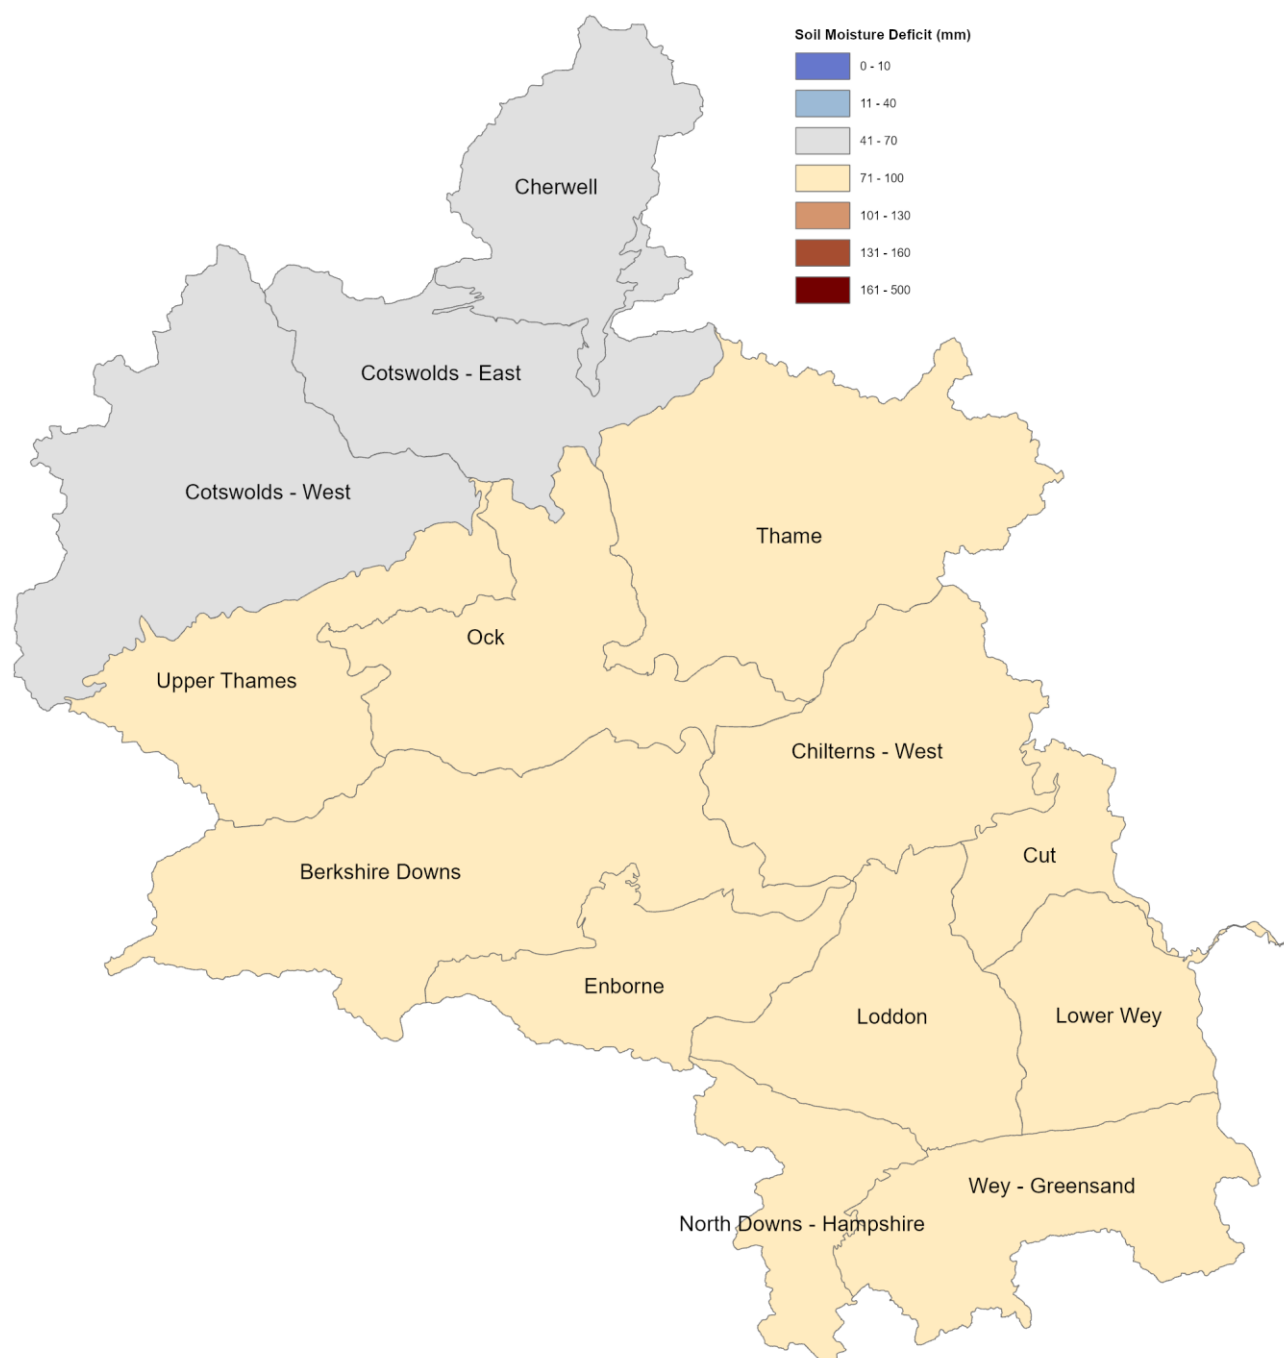 Soil Moisture Deficit (mm)
0 - 10
11 - 40
41 - 70
71 - 100
101 - 130
131 - 160
161 - 500
Cherwell
Cotswolds - East
Cotswolds - West
Thame
Ock
Upper Thames
Chilterns - West
Cut
Berkshire Downs
Enborne
Loddon
Lower Wey
Wey - Greensand
North Downs - Hampshire